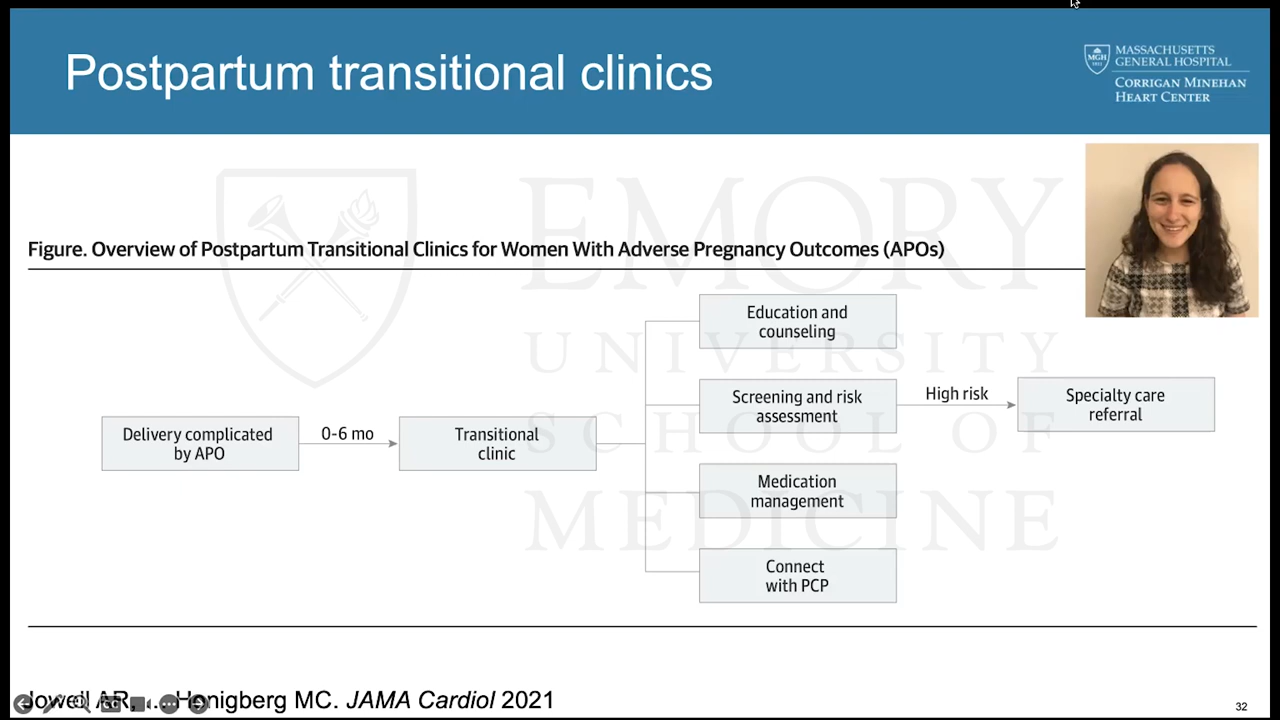 Postpartum transitional clinics
MASSACHUSETTS
GENERAL HOSPITAL
CORRIGAN MINEHAN
HEART CENTER
MGH
1811
EMORY
UNIVERSITY
SCHOOL OF
MEDICINE
Figure. Overview of Postpartum Transitional Clinics for Women With Adverse Pregnancy Outcomes (APOs)
Delivery complicated
by APO
0-6 mo
Transitional
clinic
Education and
counseling
Screening and risk
assessment
High risk
Specialty care
referral
Medication
management
Connect
with PCP
Jowell AR, ... Honigberg MC. JAMA Cardiol 2021
32